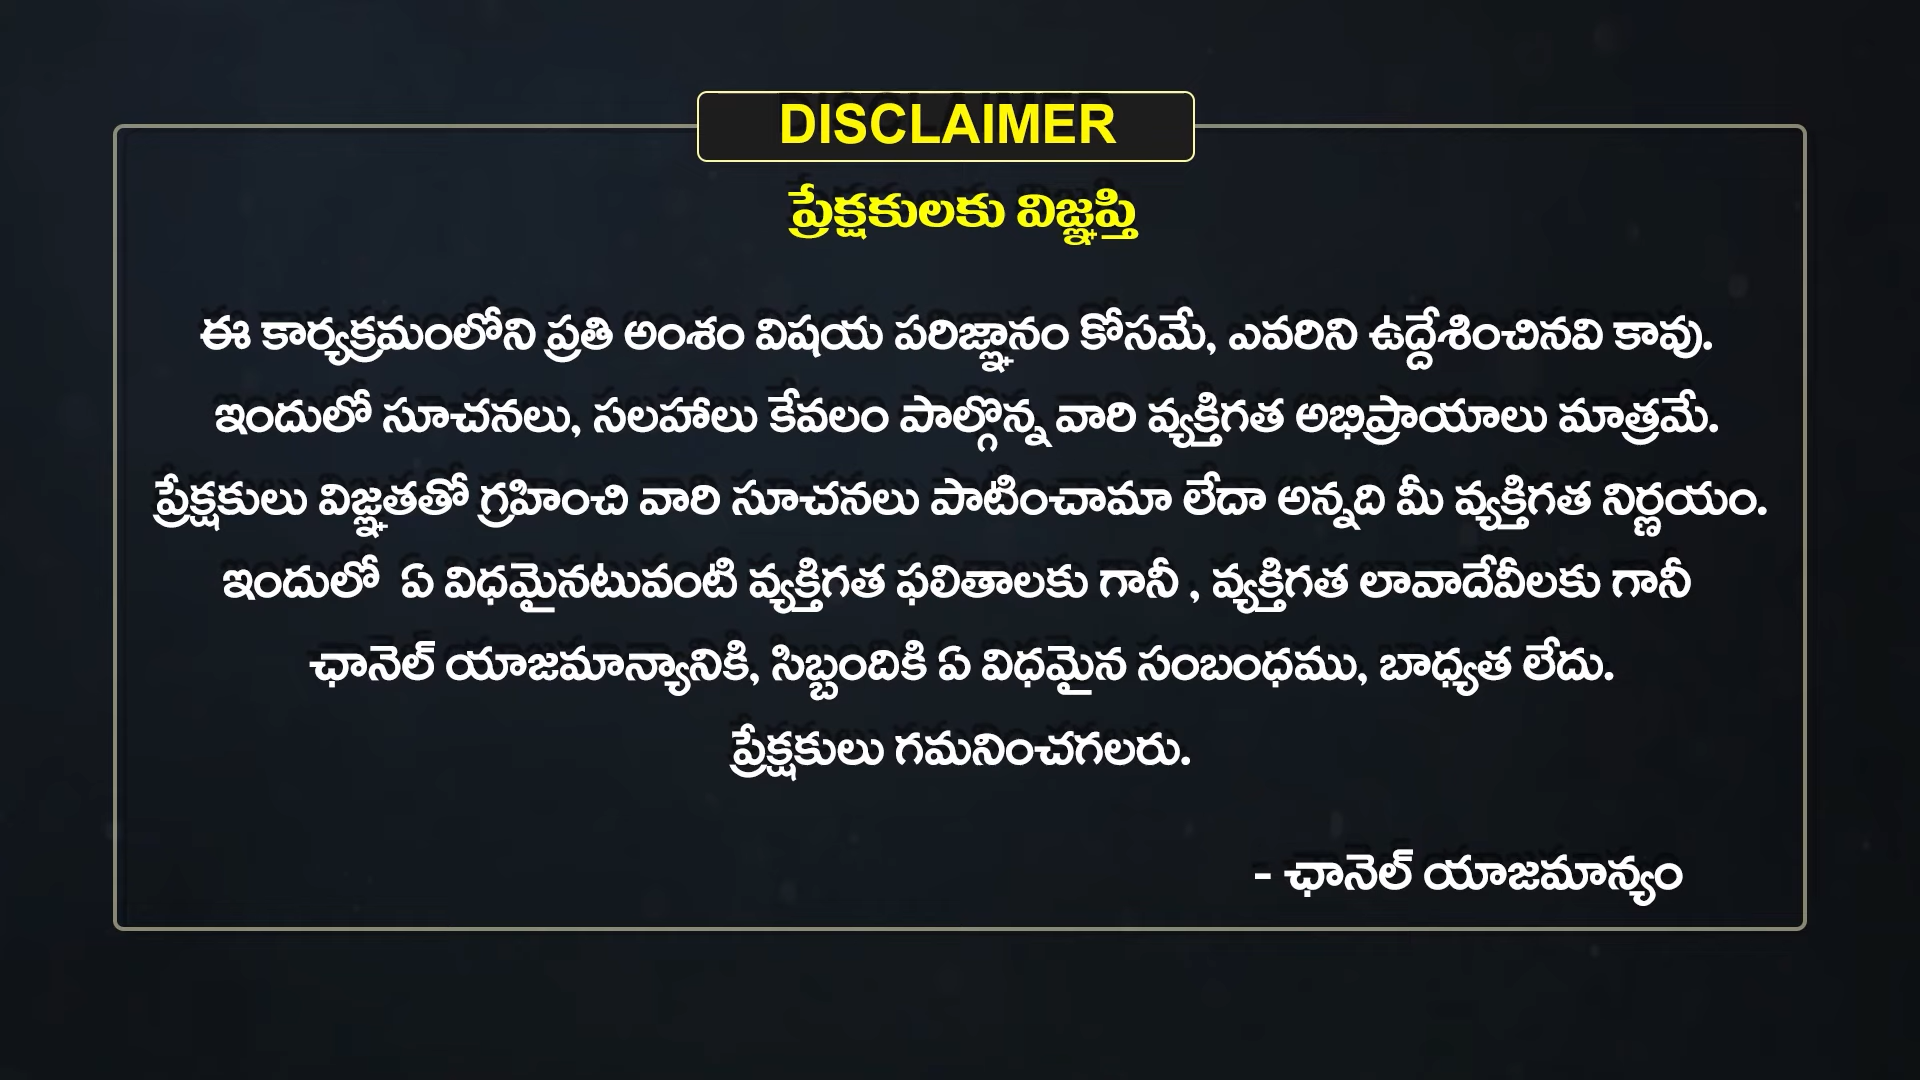 DISCLAIMER
ప్రేక్షకులకు విజ్ఞప్తి
ఈ కార్యక్రమంలోని ప్రతి అంశం విషయ పరిజ్ఞానం కోసమే, ఎవరిని ఉద్దేశించినవి కావు.
ఇందులో సూచనలు, సలహాలు కేవలం పాల్గొన్న వారి వ్యక్తిగత అభిప్రాయాలు మాత్రమే.
ప్రేక్షకులు విజ్ఞతతో గ్రహించి వారి సూచనలు పాటించామా లేదా అన్నది మీ వ్యక్తిగత నిర్ణయం.
ఇందులో ఏ విధమైనటువంటి వ్యక్తిగత ఫలితాలకు గానీ , వ్యక్తిగత లావాదేవీలకు గానీ
ఛానెల్ యాజమాన్యానికి, సిబ్బందికి ఏ విధమైన సంబంధము, బాధ్యత లేదు.
ప్రేక్షకులు గమనించగలరు.
- ఛానెల్ యాజమాన్యం